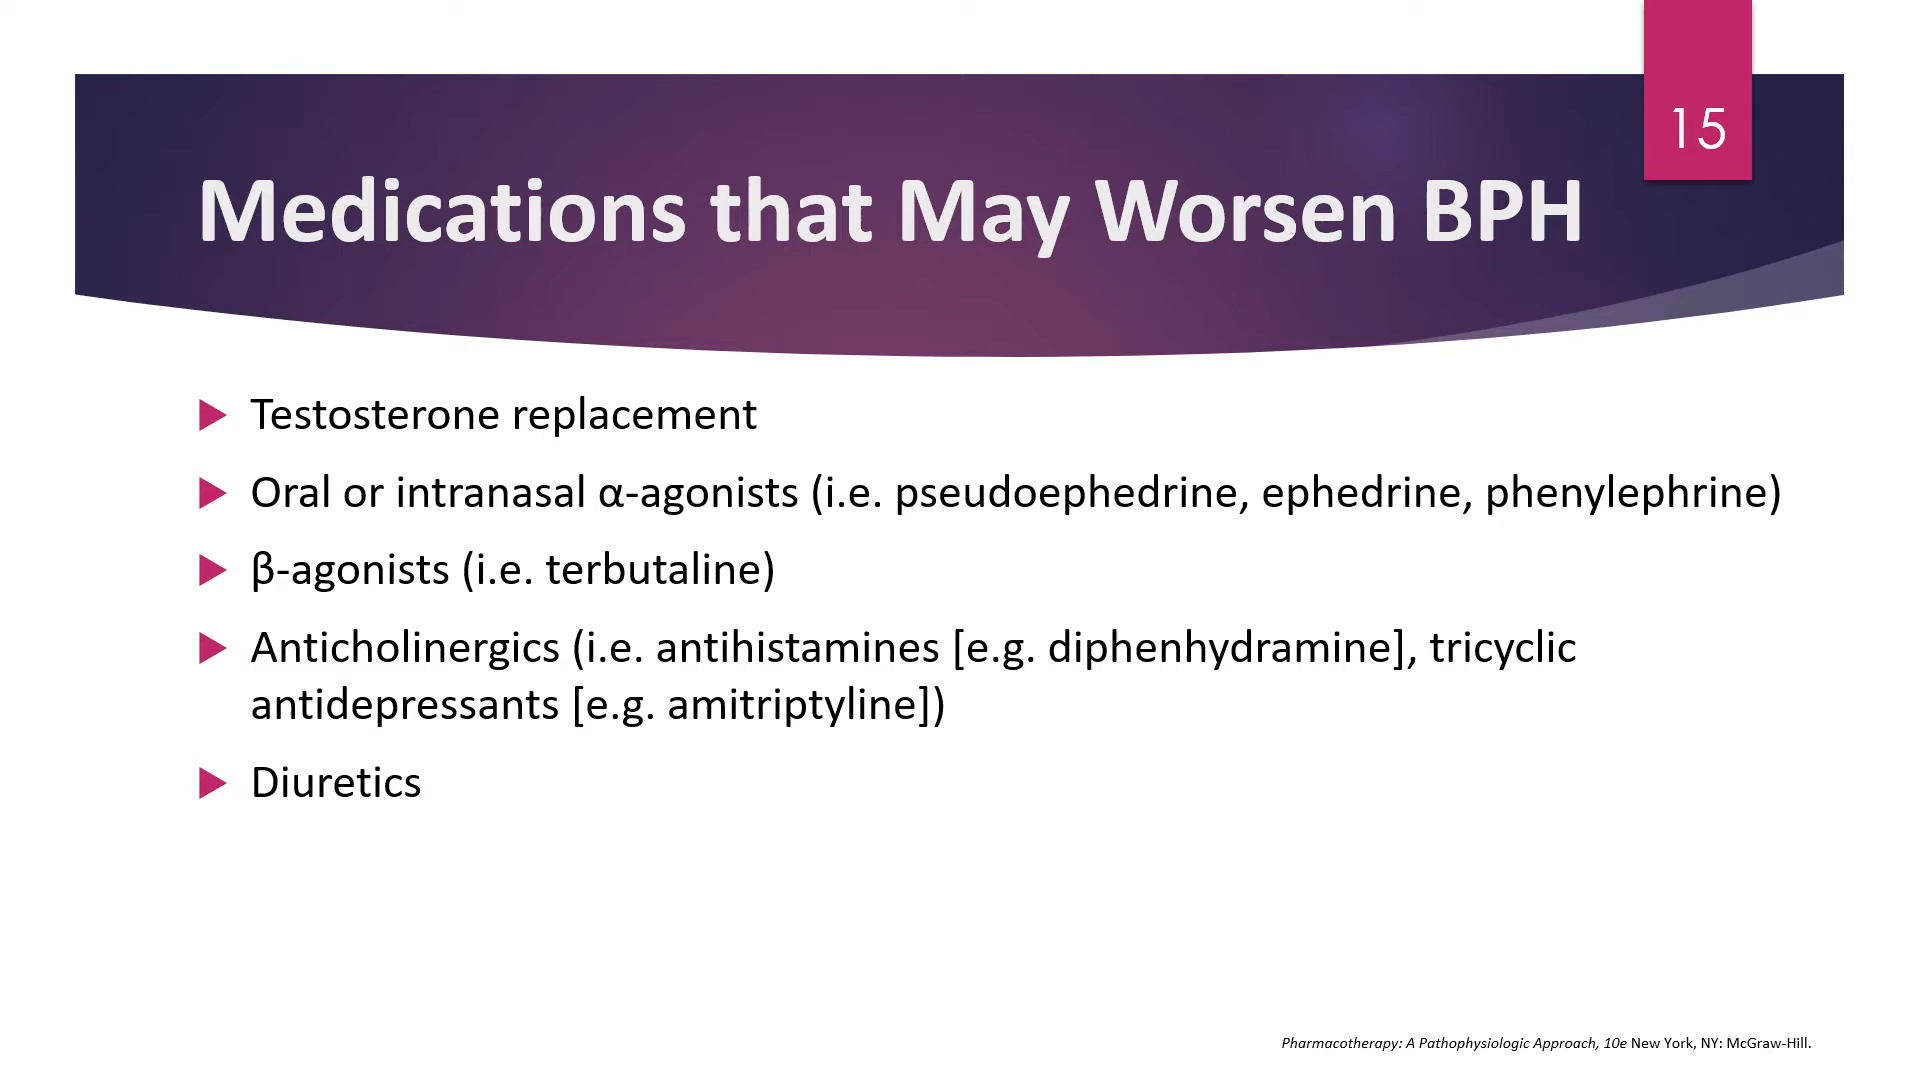 15
Medications that May Worsen BPH
Testosterone replacement
Oral or intranasal α-agonists (i.e. pseudoephedrine, ephedrine, phenylephrine)
β-agonists (i.e. terbutaline)
Anticholinergics (i.e. antihistamines [e.g. diphenhydramine], tricyclic
antidepressants [e.g. amitriptyline])
Diuretics
Pharmacotherapy: A Pathophysiologic Approach, 10e New York, NY: McGraw-Hill.